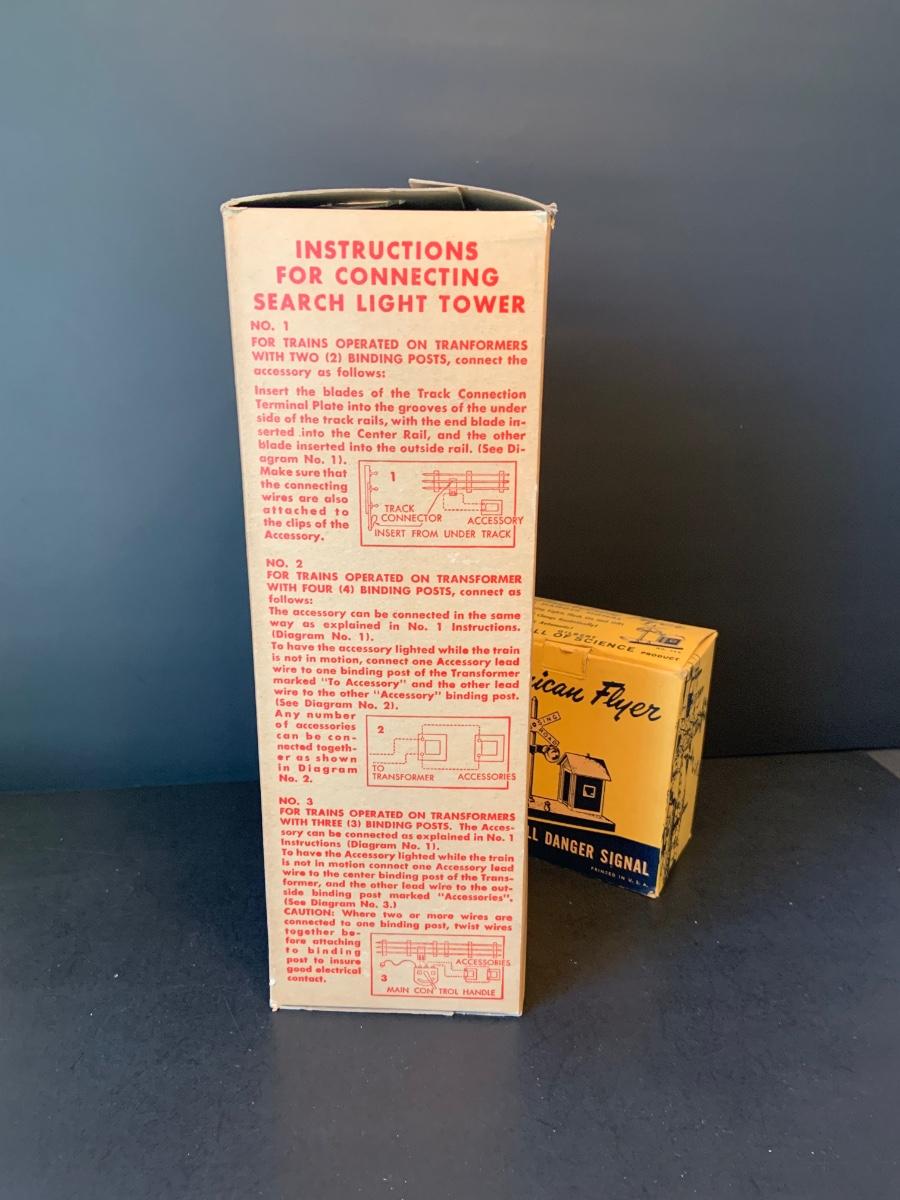 INSTRUCTIONS
FOR CONNECTING
SEARCH LIGHT TOWER
NO. 1
FOR TRAINS OPERATED ON TRANFORMERS
WITH TWO (2) BINDING POSTS, connect the
accessory as follows:
Insert the blades of the Track Connection
Terminal Plate into the grooves of the under
side of the track rails, with the end blade in-
serted into the Center Rail, and the other
blade inserted into the outside rail. (See Di-
agram No. 1).
Make sure that
the connecting
wires are also
attached to
the clips of the
Accessory.
1
TRACK
CONNECTOR
ACCESSORY
INSERT FROM UNDER TRACK
NO. 2
FOR TRAINS OPERATED ON TRANSFORMER
WITH FOUR (4) BINDING POSTS, connect as
follows:
The accessory can be connected in the same
way as explained in No. 1 Instructions.
(Diagram No. 1).
To have the accessory lighted while the train
is not in motion, connect one Accessory lead
wire to one binding post of the Transformer
marked "To Accessory" and the other lead
wire to the other "Accessory" binding post.
(See Diagram No. 2).
Any number
of accessories
can be con-
nected togeth-
er as shown
in Diagram
No. 2.
2
TO
TRANSFORMER
ACCESSORIES
NO. 3
FOR TRAINS OPERATED ON TRANSFORMERS
WITH THREE (3) BINDING POSTS. The Acces-
sory can be connected as explained in No. 1
Instructions (Diagram No. 1).
To have the Accessory lighted while the train
is not in motion connect one Accessory lead
wire to the center binding post of the Trans-
former, and the other lead wire to the out-
side binding post marked "Accessories".
(See Diagram No. 3.)
CAUTION: Where two or more wires are
connected to one binding post, twist wires
together be-
fore attaching
to binding
post to insure
good electrical
contact.
ACCESSORIES
3
MAIN CONTROL HANDLE
GILBERT
LL OF SCIENCE PRODUCT
ican Flyer
SING
ROAD
LL DANGER SIGNAL
PRINTED IN U. S. A.